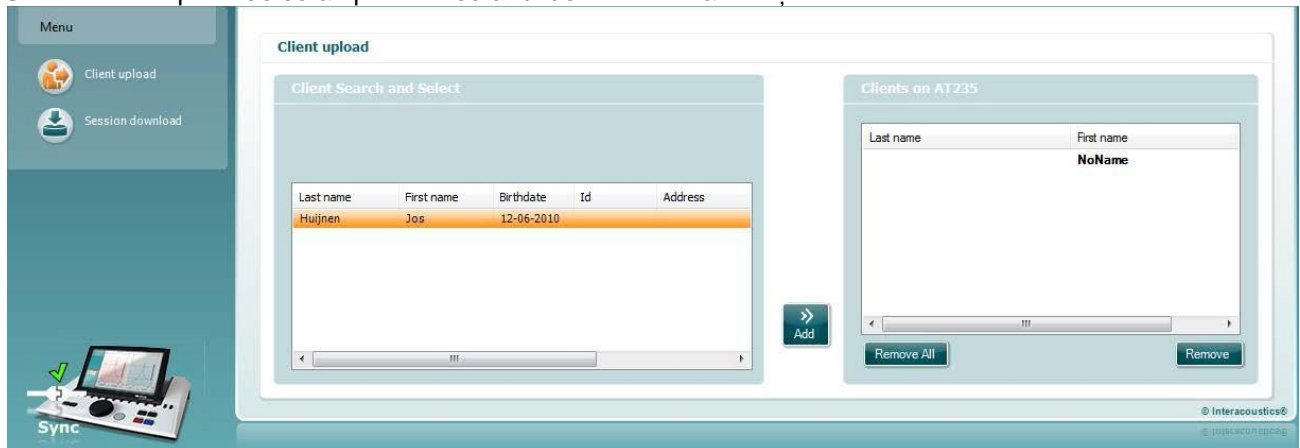 Menu
Client upload
Session download
Sync
Client upload
Client Search and Select
Last name First name Birthdate Id Address
Huijnen Jos 12-06-2010
Add
Clients on AT235
Last name First name
NoName
Remove All Remove
© Interacoustics®